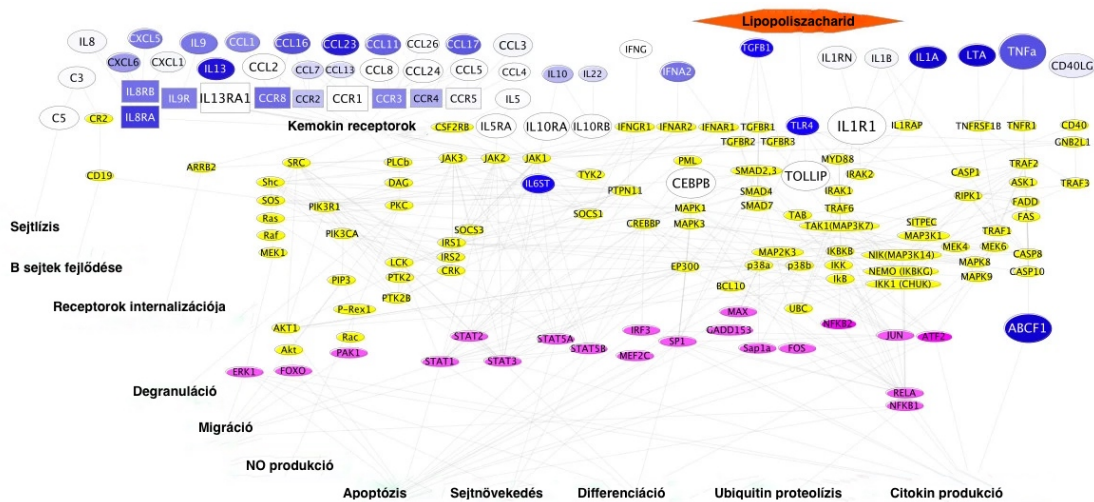 Lipopoliszacharid
IL8 CXCL5 IL9 CCL1 CCL16 CCL23 CCL11 CCL26 CCL17 CCL3 IFNG TGFB1 IL1RN IL1B IL1A LTA TNFa CD40LG
C3 CXCL6 CXCL1 IL13 CCL2 CCL7 CCL13 CCL8 CCL24 CCL5 CCL4 IL10 IL22 IFNA2
IL8RB IL9R IL13RA1 CCR8 CCR2 CCR1 CCR3 CCR4 CCR5 IL5
C5 CR2 IL8RA
Kemokin receptorok CSF2RB IL5RA IL10RA IL10RB IFNGR1 IFNAR2 IFNAR1 TGFBR1 TLR4 IL1R1 IL1RAP TNFRSF1B TNFR1 CD40
TGFBR2 TGFBR3 GNB2L1
CD19 ARRB2 SRC PLCb JAK3 JAK2 JAK1 PML MYD88 TRAF2
Shc DAG IL6ST TYK2 CEBPB SMAD2,3 TOLLIP IRAK2 CASP1 ASK1 TRAF3
SOS PIK3R1 PKC PTPN11 MAPK1 SMAD4 IRAK1 RIPK1 FADD
Ras SOCS3 SOCS1 CREBBP MAPK3 SMAD7 TAB TRAF6 SITPEC FAS
Sejtlízis
Raf PIK3CA IRS1 TAK1(MAP3K7) MAP3K1 TRAF1
MEK1 IRS2 MAP2K3 IKBKB NIK(MAP3K14) MEK4 MEK6 CASP8
B sejtek fejlődése
LCK CRK EP300 p38a p38b IKK NEMO (IKBKG) MAPK8 CASP10
PIP3 PTK2 BCL10 IkB IKK1 (CHUK) MAPK9
Receptorok internalizációja
P-Rex1 PTK2B MAX UBC
AKT1 Rac STAT2 STAT5A IRF3 SP1 GADD153 NFKB2 JUN ATF2 ABCF1
Akt PAK1 STAT1 STAT3 STAT5B MEF2C Sap1a FOS
ERK1 FOXO
Degranuláció
RELA
NFKB1
Migráció
NO produkció
Apoptózis Sejtnövekedés Differenciáció Ubiquitin proteolízis Citokin produkció